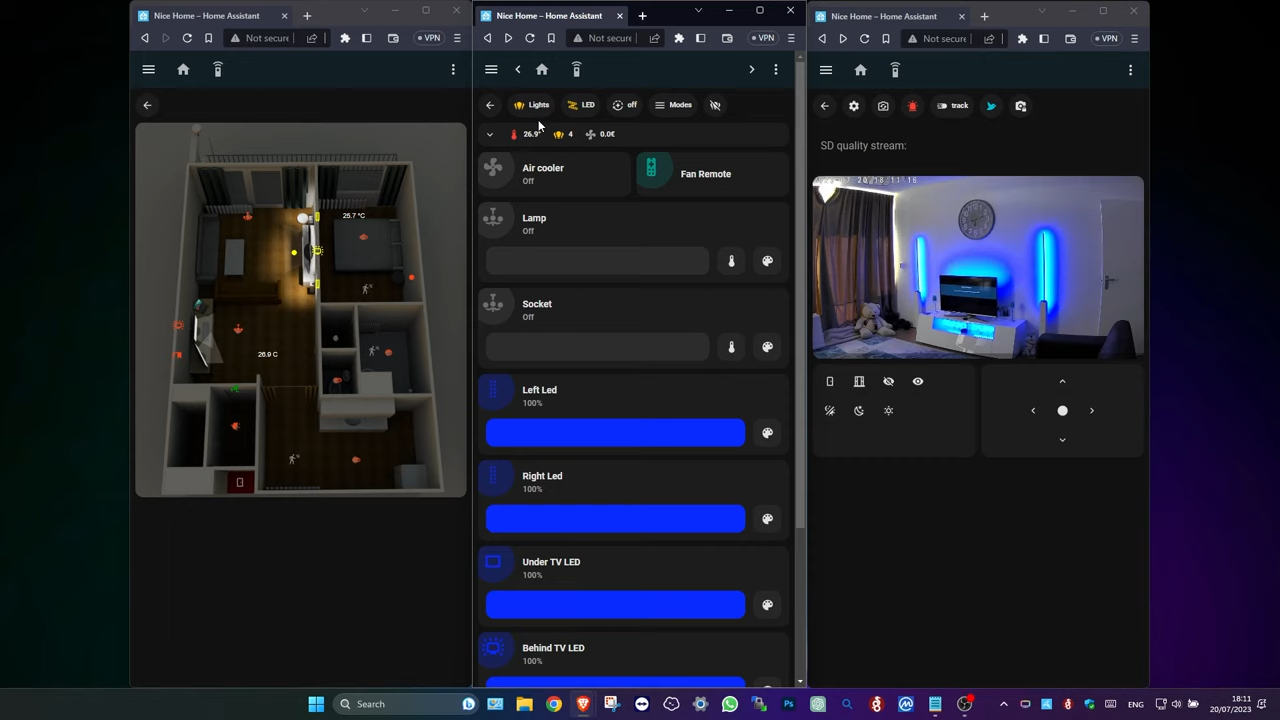 Nice Home – Home Assistant
Not secure
VPN
25.7 °C
26.9 C
Nice Home – Home Assistant
Not secure
VPN
Lights
LED
off
Modes
26.9°
4
0.0€
Air cooler
Off
Fan Remote
Lamp
Off
Socket
Off
Left Led
100%
Right Led
100%
Under TV LED
100%
Behind TV LED
100%
Nice Home – Home Assistant
Not secure
VPN
track
SD quality stream:
Search
ENG
18:11
20/07/2023